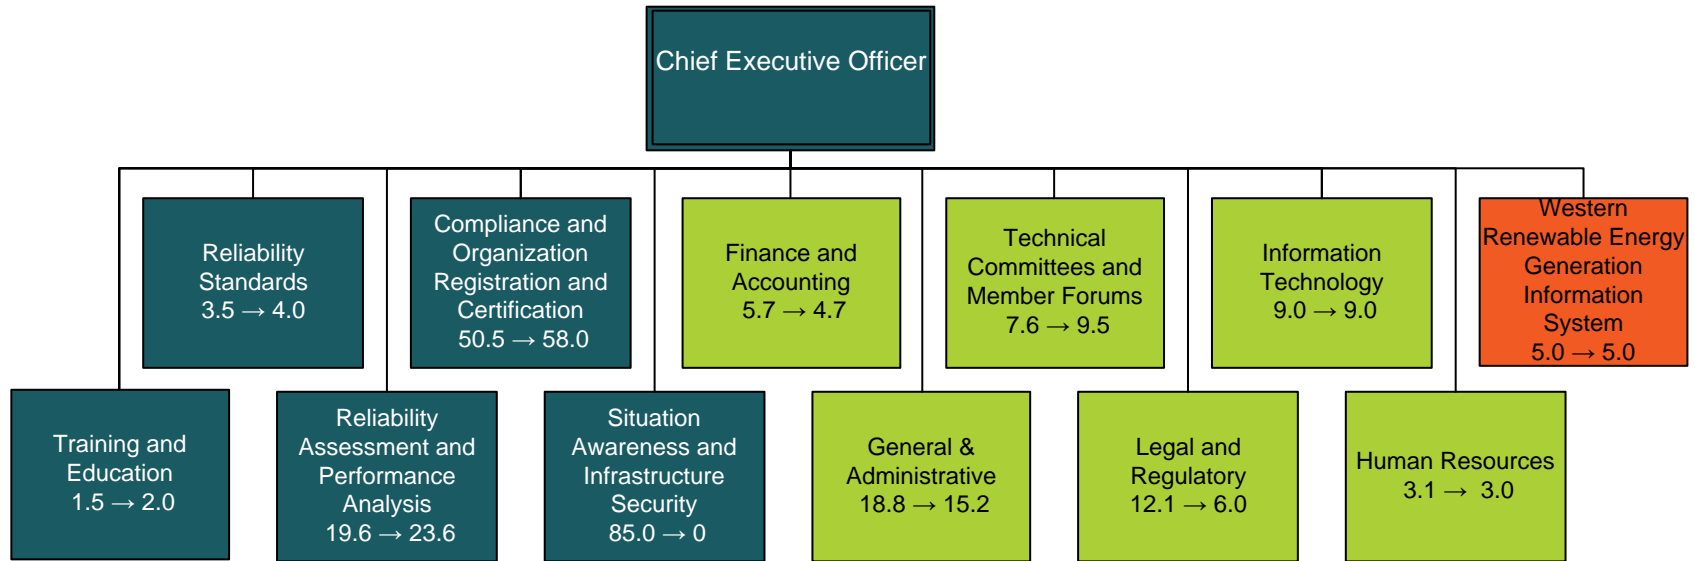 Chief Executive Officer
Reliability
Standards
3.5 → 4.0
Compliance and
Organization
Registration and
Certification
50.5 → 58.0
Finance and
Accounting
5.7 → 4.7
Technical
Committees and
Member Forums
7.6 → 9.5
Information
Technology
9.0 → 9.0
Western
Renewable Energy
Generation
Information
System
5.0 → 5.0
Training and
Education
1.5 → 2.0
Reliability
Assessment and
Performance
Analysis
19.6 → 23.6
Situation
Awareness and
Infrastructure
Security
85.0 → 0
General &
Administrative
18.8 → 15.2
Legal and
Regulatory
12.1 → 6.0
Human Resources
3.1 → 3.0